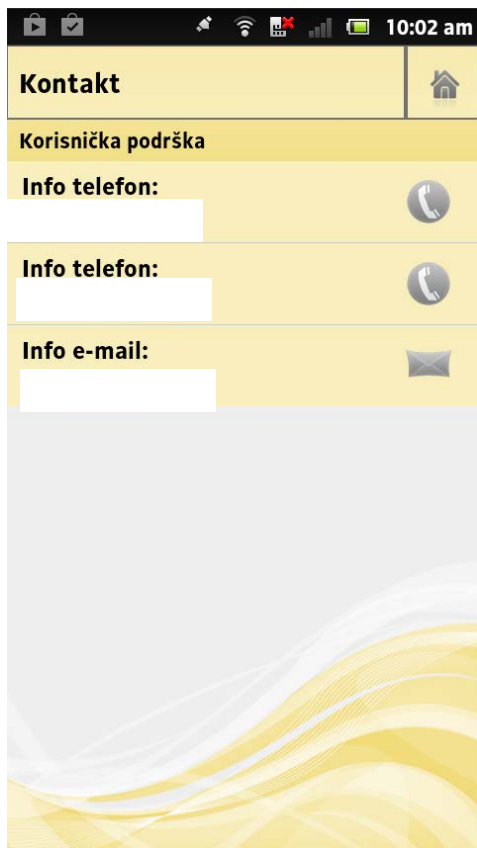 10:02 am
Kontakt
Korisnička podrška
Info telefon:
Info telefon:
Info e-mail: